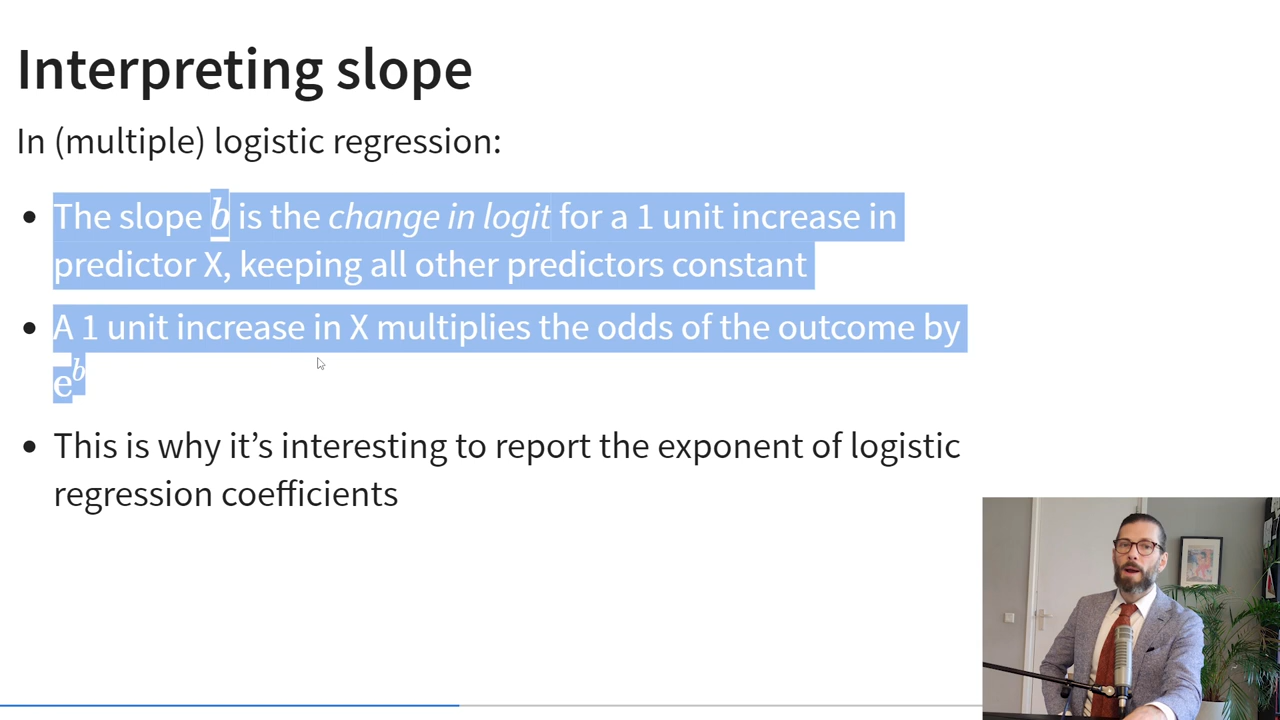 Interpreting slope
In (multiple) logistic regression:
• The slope b is the change in logit for a 1 unit increase in
predictor X, keeping all other predictors constant
• A 1 unit increase in X multiplies the odds of the outcome by
e^b
• This is why it’s interesting to report the exponent of logistic
regression coefficients